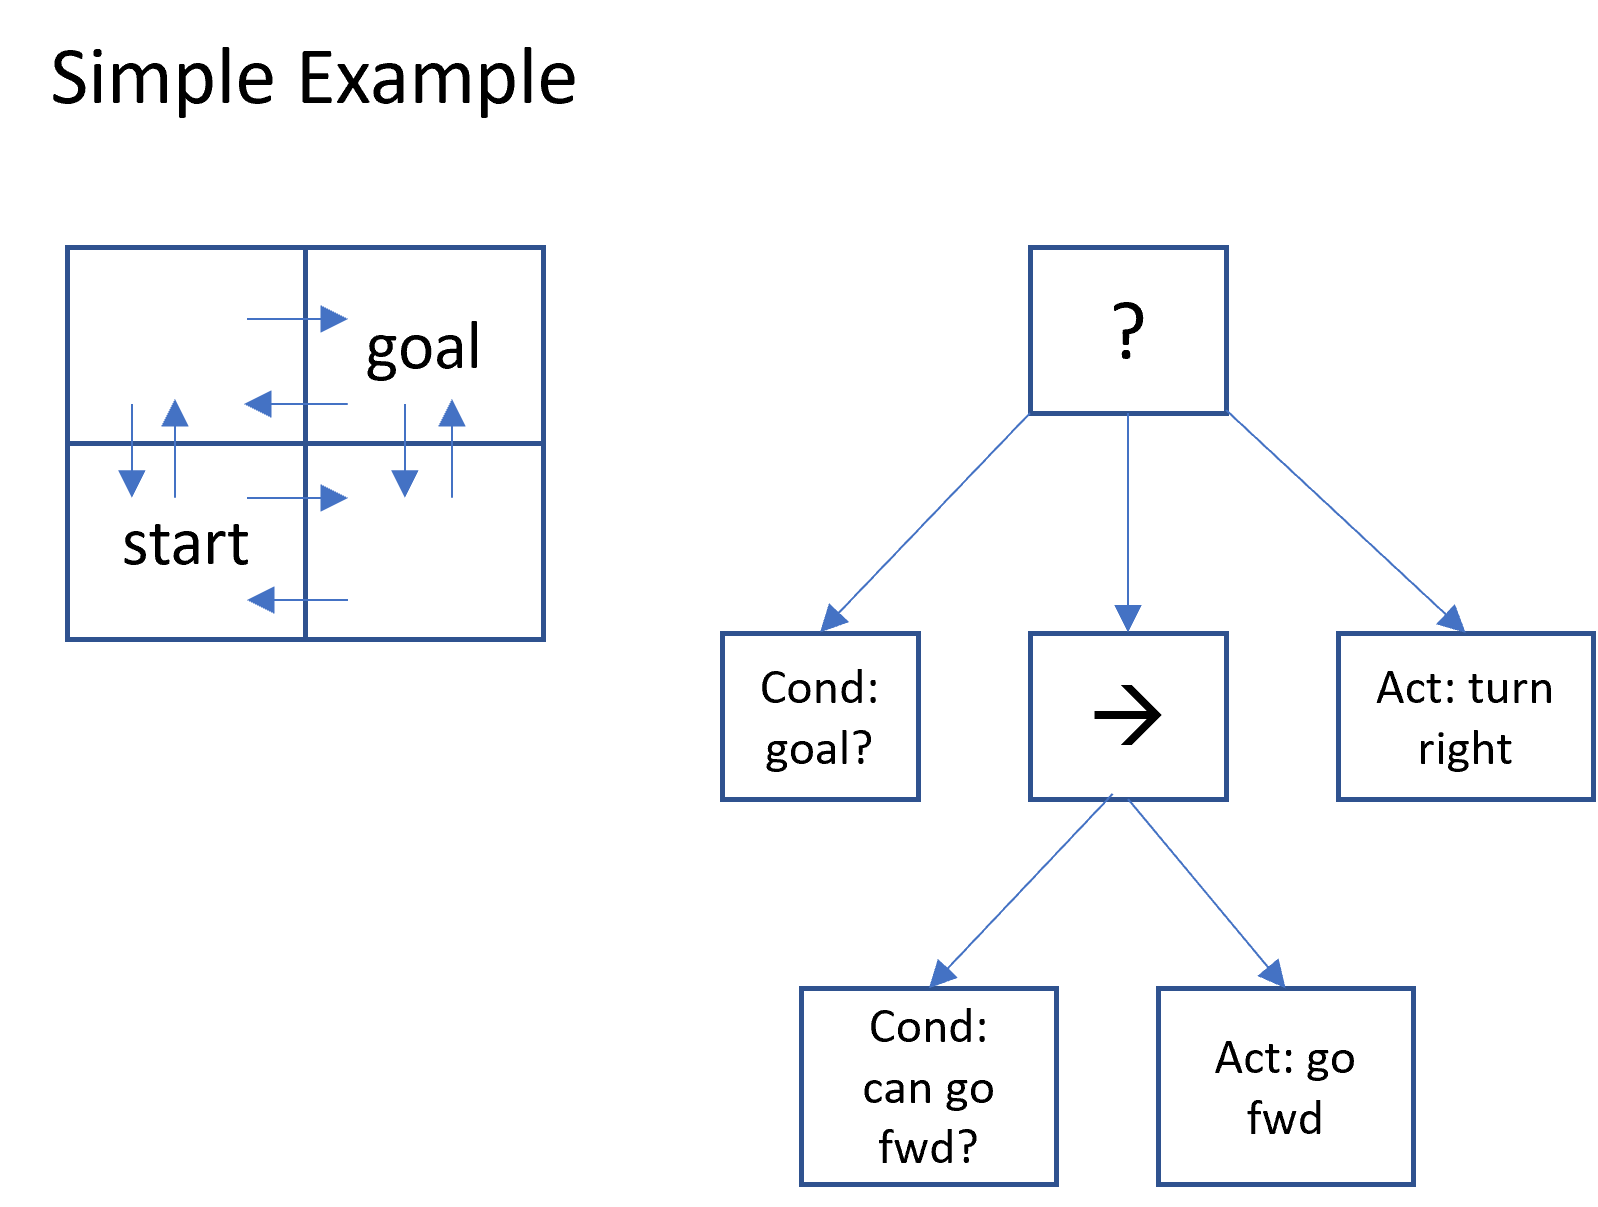 Simple Example
goal
start
?
Cond:
goal?
→
Act: turn
right
Cond:
can go
fwd?
Act: go
fwd